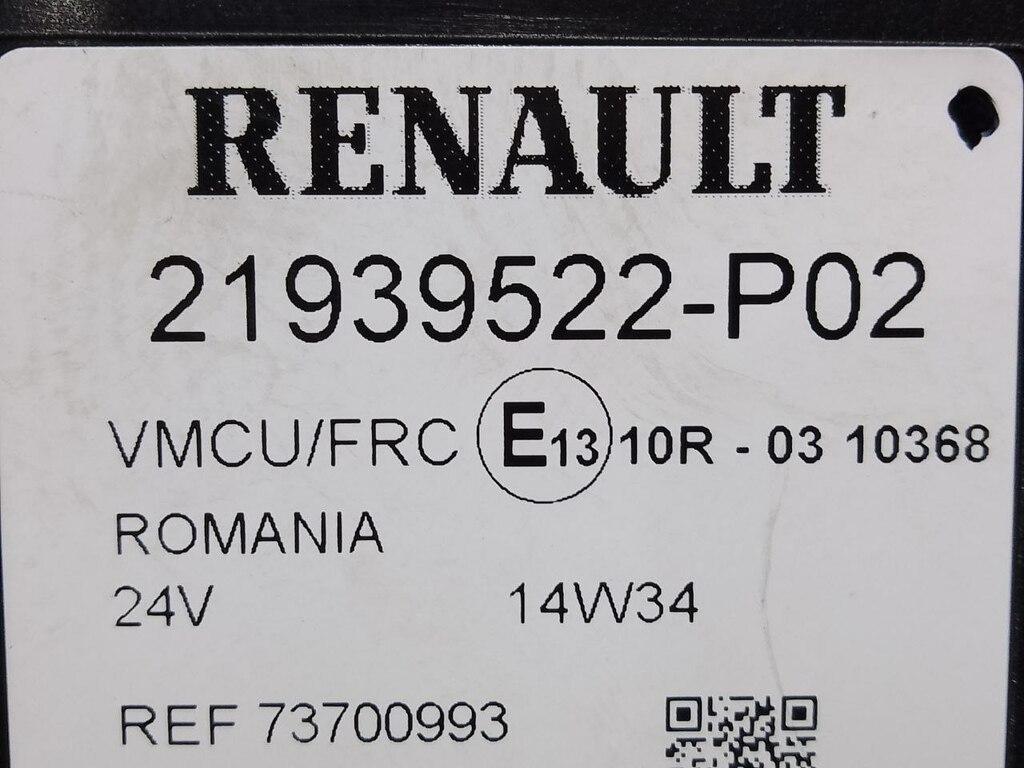 RENAULT
21939522-P02
VMCU/FRC E13 10R - 03 10368
ROMANIA
24V 14W34
REF 73700993